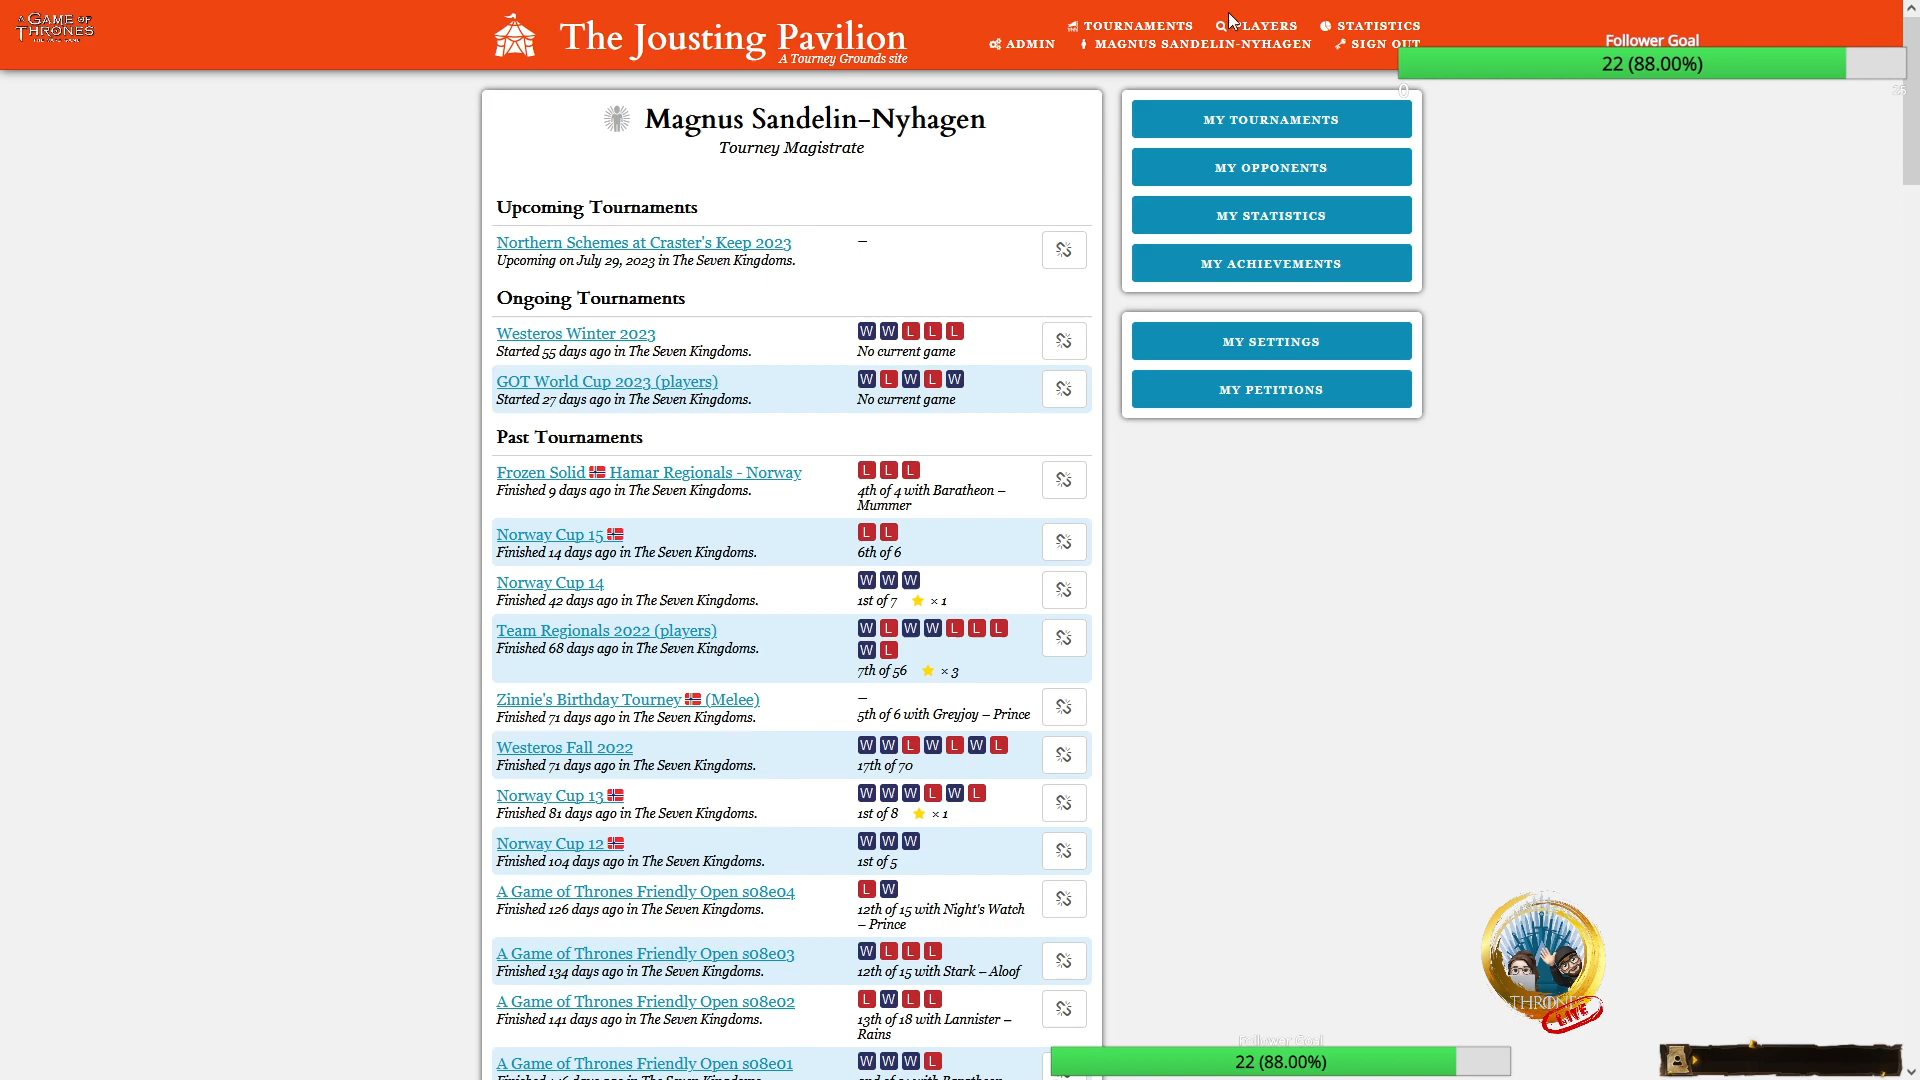 A GAME OF
THRONES
The Jousting Pavilion
A Tourney Grounds site
TOURNAMENTS
PLAYERS
STATISTICS
ADMIN
MAGNUS SANDELIN-NYHAGEN
SIGN OUT
Follower Goal
22 (88.00%)
0
25
Magnus Sandelin-Nyhagen
Tourney Magistrate
Upcoming Tournaments
Northern Schemes at Craster's Keep 2023
–
Upcoming on July 29, 2023 in The Seven Kingdoms.
Ongoing Tournaments
Westeros Winter 2023
W W L L L
Started 55 days ago in The Seven Kingdoms.
No current game
GOT World Cup 2023 (players)
W L W L W
Started 27 days ago in The Seven Kingdoms.
No current game
Past Tournaments
Frozen Solid Hamar Regionals - Norway
L L L
Finished 9 days ago in The Seven Kingdoms.
4th of 4 with Baratheon –
Mummer
Norway Cup 15
L L
Finished 14 days ago in The Seven Kingdoms.
6th of 6
Norway Cup 14
W W W
Finished 42 days ago in The Seven Kingdoms.
1st of 7 × 1
Team Regionals 2022 (players)
W L W W L L L
Finished 68 days ago in The Seven Kingdoms.
W L
7th of 56 × 3
Zinnie's Birthday Tourney (Melee)
–
Finished 71 days ago in The Seven Kingdoms.
5th of 6 with Greyjoy – Prince
Westeros Fall 2022
W W L W L W L
Finished 71 days ago in The Seven Kingdoms.
17th of 70
Norway Cup 13
W W W L W L
Finished 81 days ago in The Seven Kingdoms.
1st of 8 × 1
Norway Cup 12
W W W
Finished 104 days ago in The Seven Kingdoms.
1st of 5
A Game of Thrones Friendly Open s08e04
L W
Finished 126 days ago in The Seven Kingdoms.
12th of 15 with Night's Watch
– Prince
A Game of Thrones Friendly Open s08e03
W L L L
Finished 134 days ago in The Seven Kingdoms.
12th of 15 with Stark – Aloof
A Game of Thrones Friendly Open s08e02
L W L L
Finished 141 days ago in The Seven Kingdoms.
13th of 18 with Lannister –
Rains
A Game of Thrones Friendly Open s08e01
W W W L
MY TOURNAMENTS
MY OPPONENTS
MY STATISTICS
MY ACHIEVEMENTS
MY SETTINGS
MY PETITIONS
THRONE
LIFE
Follower Goal
22 (88.00%)